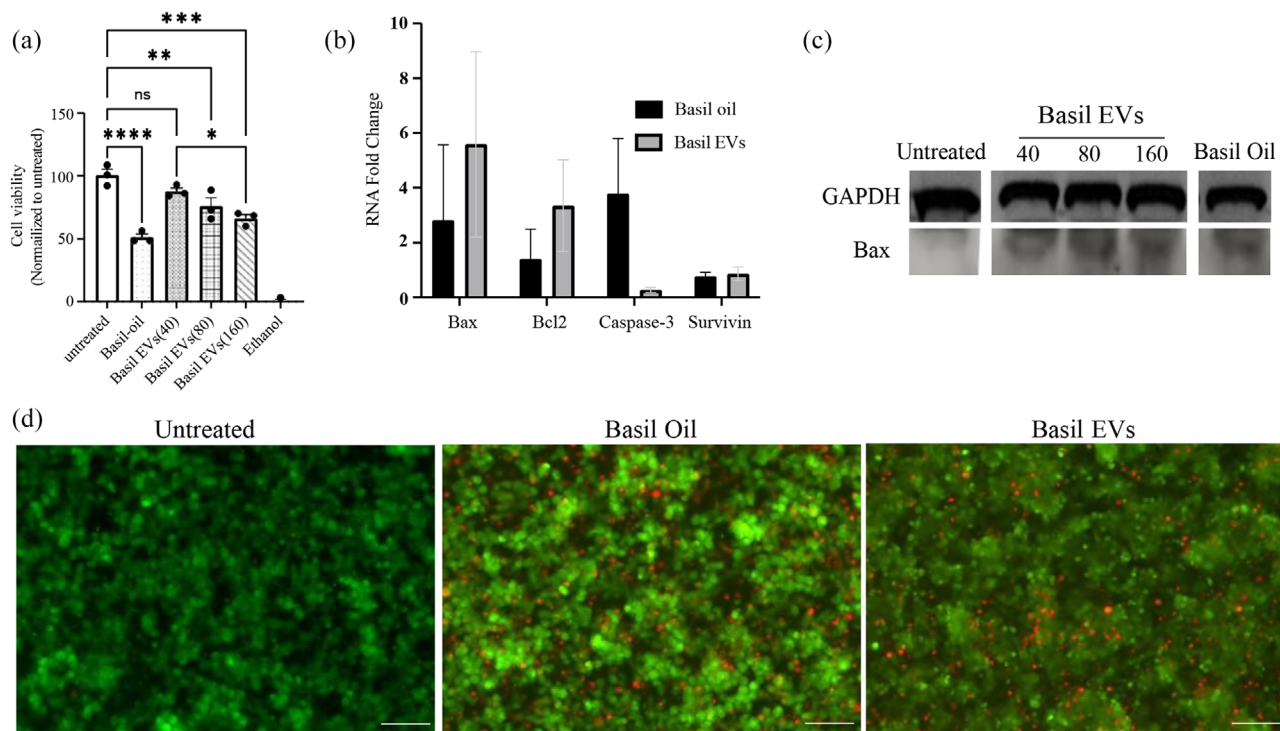 (a)
***
**
ns
****
*
150
100
50
0
Cell viability
(Normailized to untreated)
untreated
Basil-oil
Basil EVs(40)
Basil EVs(80)
Basil EVs(160)
Ethanol
(b)
10
8
6
4
2
0
RNA Fold Change
Basil oil
Basil EVs
Bax
Bcl2
Caspase-3
Survivin
(c)
Basil EVs
Untreated
40
80
160
Basil Oil
GAPDH
Bax
(d)
Untreated
Basil Oil
Basil EVs